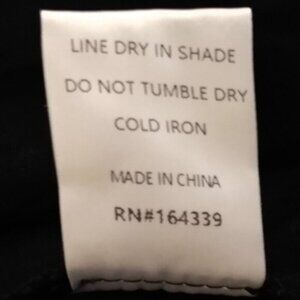 LINE DRY IN SHADE
DO NOT TUMBLE DRY
COLD IRON
MADE IN CHINA
RN#164339